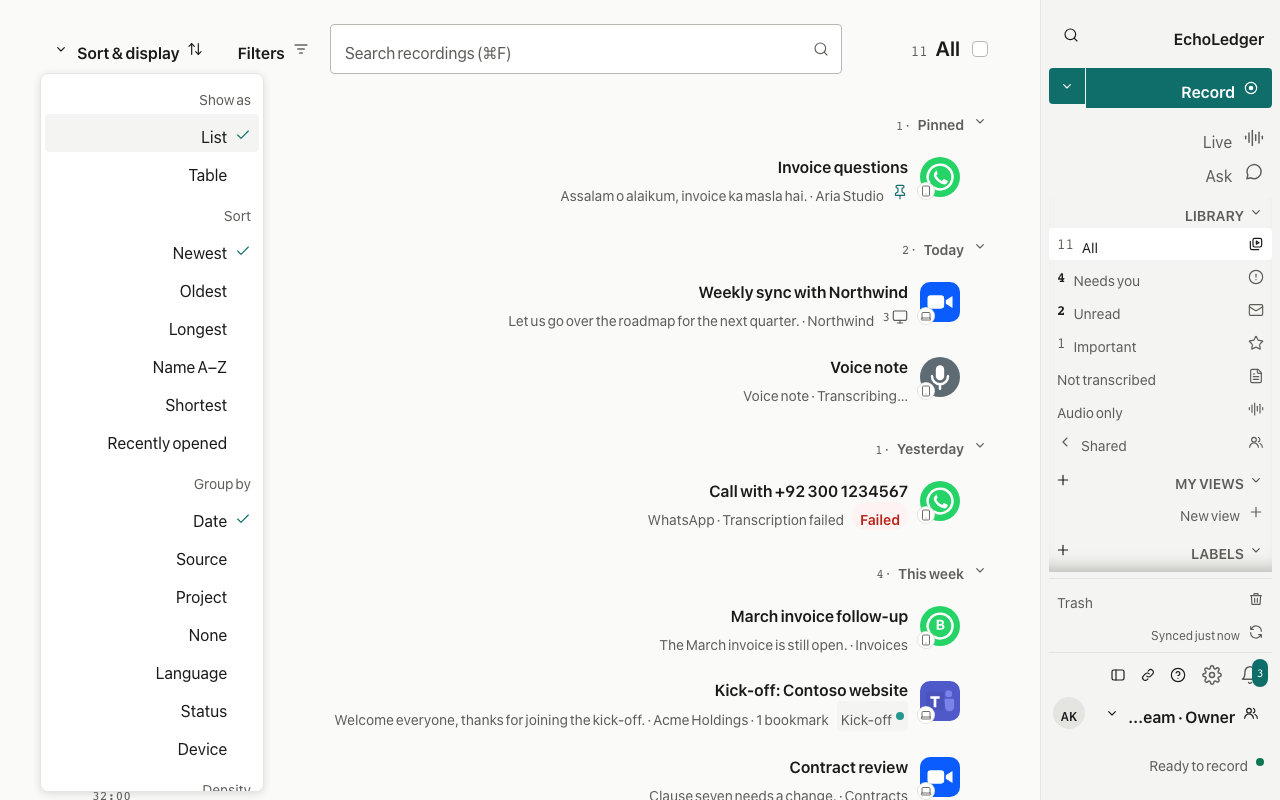 EchoLedger
Record
Live
Ask
LIBRARY
All 11
Needs you 4
Unread 2
Important 1
Not transcribed
Audio only
Shared
MY VIEWS
New view
LABELS
Trash
Synced just now
3
...eam · Owner
AK
Ready to record
All 11
Search recordings (⌘F)
Filters
Sort & display
Pinned · 1
Invoice questions
Assalam o alaikum, invoice ka masla hai. · Aria Studio
Today · 2
Weekly sync with Northwind
Let us go over the roadmap for the next quarter. · Northwind 3
Voice note
Voice note · Transcribing...
Yesterday · 1
Call with +92 300 1234567
WhatsApp · Transcription failed Failed
This week · 4
March invoice follow-up
B
The March invoice is still open. · Invoices
Kick-off: Contoso website
T
Welcome everyone, thanks for joining the kick-off. · Acme Holdings · 1 bookmark Kick-off
Contract review
Clause seven needs a change. · Contracts
Show as
List
Table
Sort
Newest
Oldest
Longest
Name A–Z
Shortest
Recently opened
Group by
Date
Source
Project
None
Language
Status
Device
Density
32:00